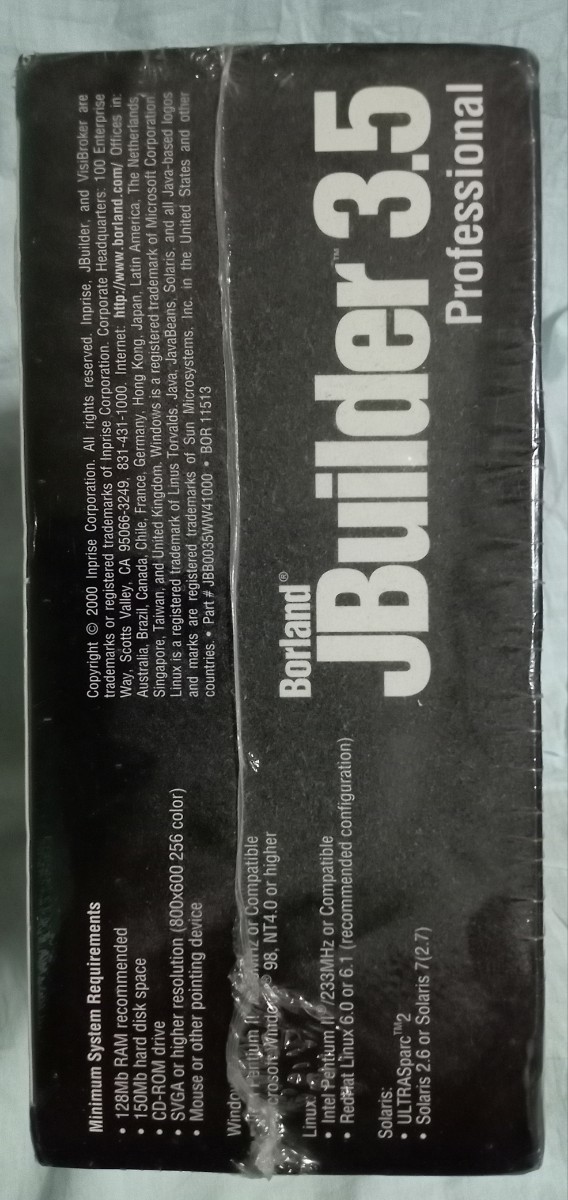 Minimum System Requirements
• 128Mb RAM recommended
• 150Mb hard disk space
• CD-ROM drive
• SVGA or higher resolution (800x600 256 color)
• Mouse or other pointing device
Pentium or Compatible
98, NT4.0 or higher
Linux
• Intel Pentium II /233MHz or Compatible
• RedHat Linux 6.0 or 6.1 (recommended configuration)
Solaris:
• ULTRASparc™2
• Solaris 2.6 or Solaris 7(2.7)
Copyright © 2000 Inprise Corporation. All rights reserved. Inprise, JBuilder, and VisiBroker are
trademarks or registered trademarks of Inprise Corporation. Corporate Headquarters: 100 Enterprise
Way, Scotts Valley, CA 95066-3249, 831-431-1000. Internet: http://www.borland.com/ Offices in:
Australia, Brazil, Canada, Chile, France, Germany, Hong Kong, Japan, Latin America, The Netherlands,
Singapore, Taiwan, and United Kingdom. Windows is a registered trademark of Microsoft Corporation
Linux is a registered trademark of Linus Torvalds. Java, JavaBeans, Solaris, and all Java-based logos
and marks are registered trademarks of Sun Microsystems, Inc. in the United States and other
countries. • Part # JBB0035WW41000 • BOR 11513
Borland®
JBuilder™ 3.5
Professional